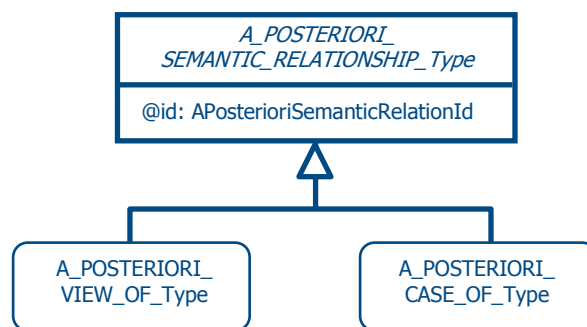 A_POSTERIORI_
SEMANTIC_RELATIONSHIP_Type
@id: APosterioriSemanticRelationId
A_POSTERIORI_
VIEW_OF_Type
A_POSTERIORI_
CASE_OF_Type